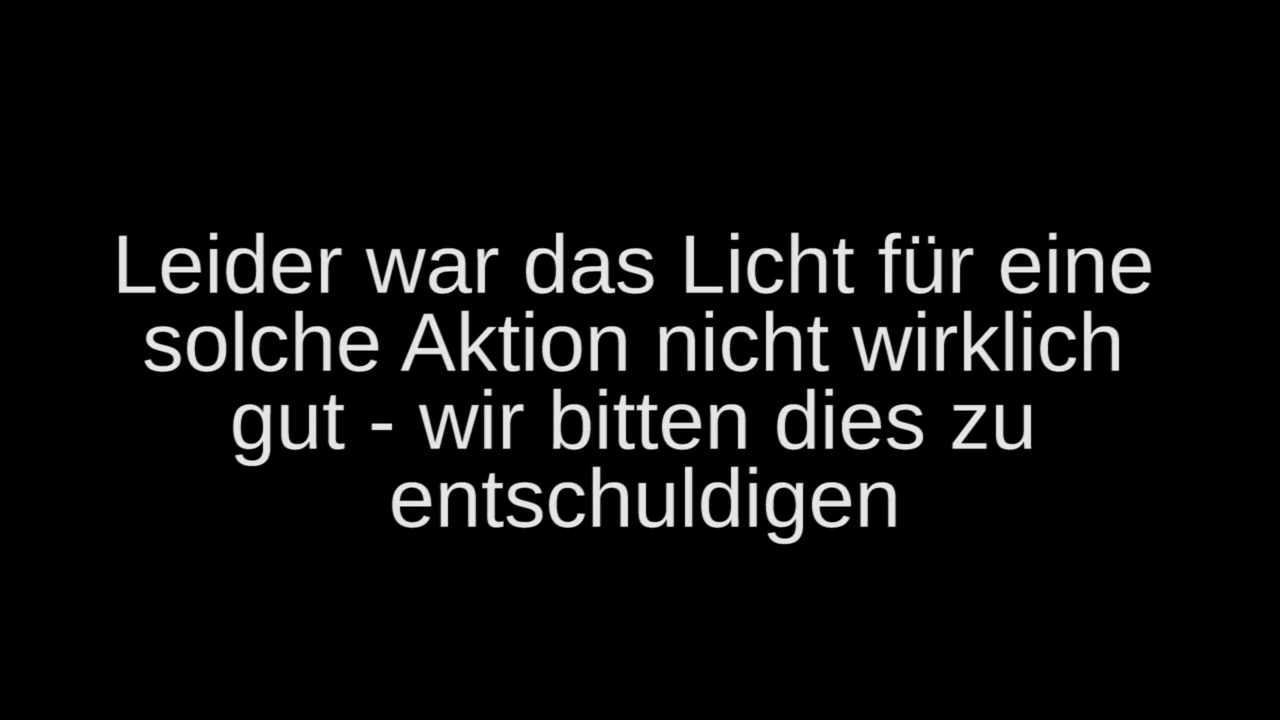 Leider war das Licht für eine
solche Aktion nicht wirklich
gut - wir bitten dies zu
entschuldigen